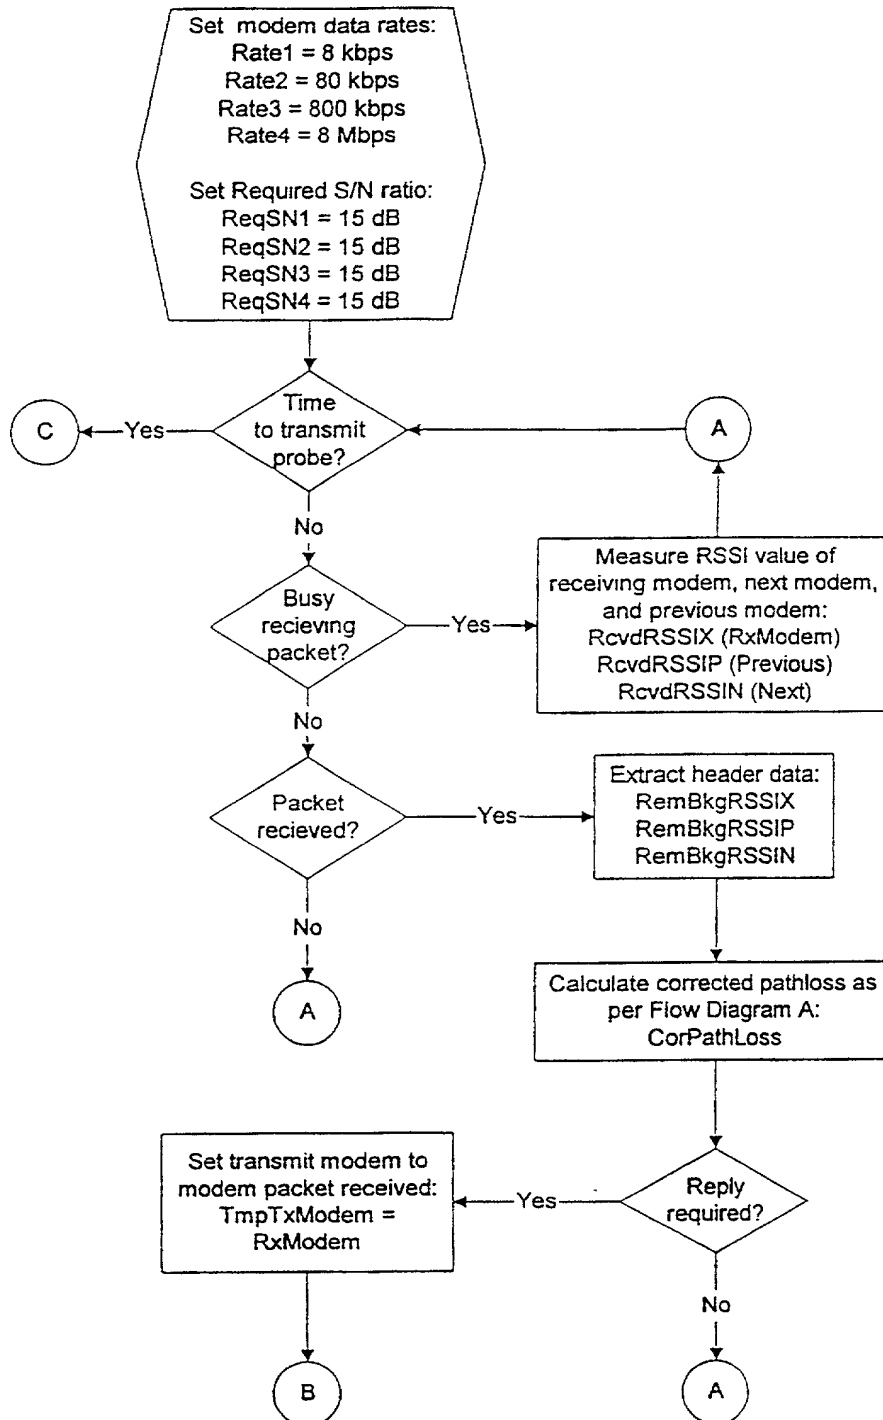 Set modem data rates:
Rate1 = 8 kbps
Rate2 = 80 kbps
Rate3 = 800 kbps
Rate4 = 8 Mbps
Set Required S/N ratio:
ReqSN1 = 15 dB
ReqSN2 = 15 dB
ReqSN3 = 15 dB
ReqSN4 = 15 dB
Time
to transmit
probe?
Yes
C
A
No
Busy
recieving
packet?
Yes
Measure RSSI value of
receiving modem, next modem,
and previous modem:
RcvdRSSIX (RxModem)
RcvdRSSIP (Previous)
RcvdRSSIN (Next)
No
Packet
recieved?
Yes
Extract header data:
RemBkgRSSIX
RemBkgRSSIP
RemBkgRSSIN
No
A
Calculate corrected pathloss as
per Flow Diagram A:
CorPathLoss
Reply
required?
Yes
Set transmit modem to
modem packet received:
TmpTxModem =
RxModem
No
B
A